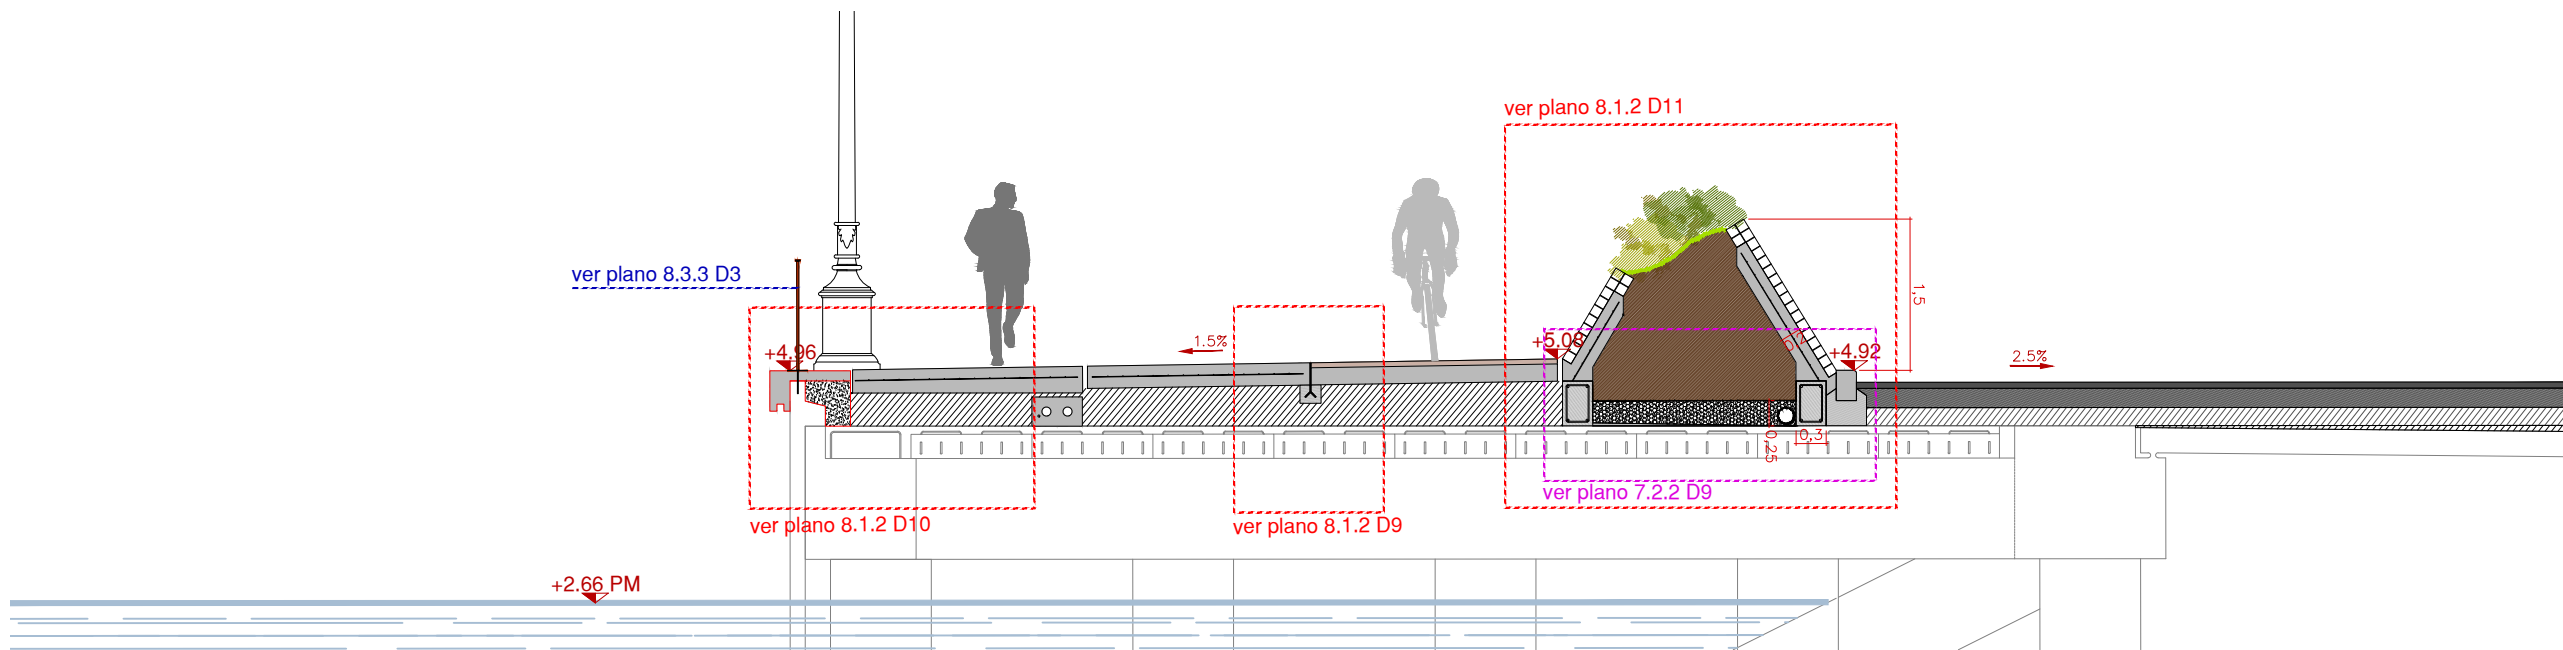 ver plano 8.1.2 D11
ver plano 8.3.3 D3
1,5
+4.96
1.5%
+5.08
0,2
+4.92
2.5%
0,3
0,25
ver plano 7.2.2 D9
ver plano 8.1.2 D10
ver plano 8.1.2 D9
+2.66 PM